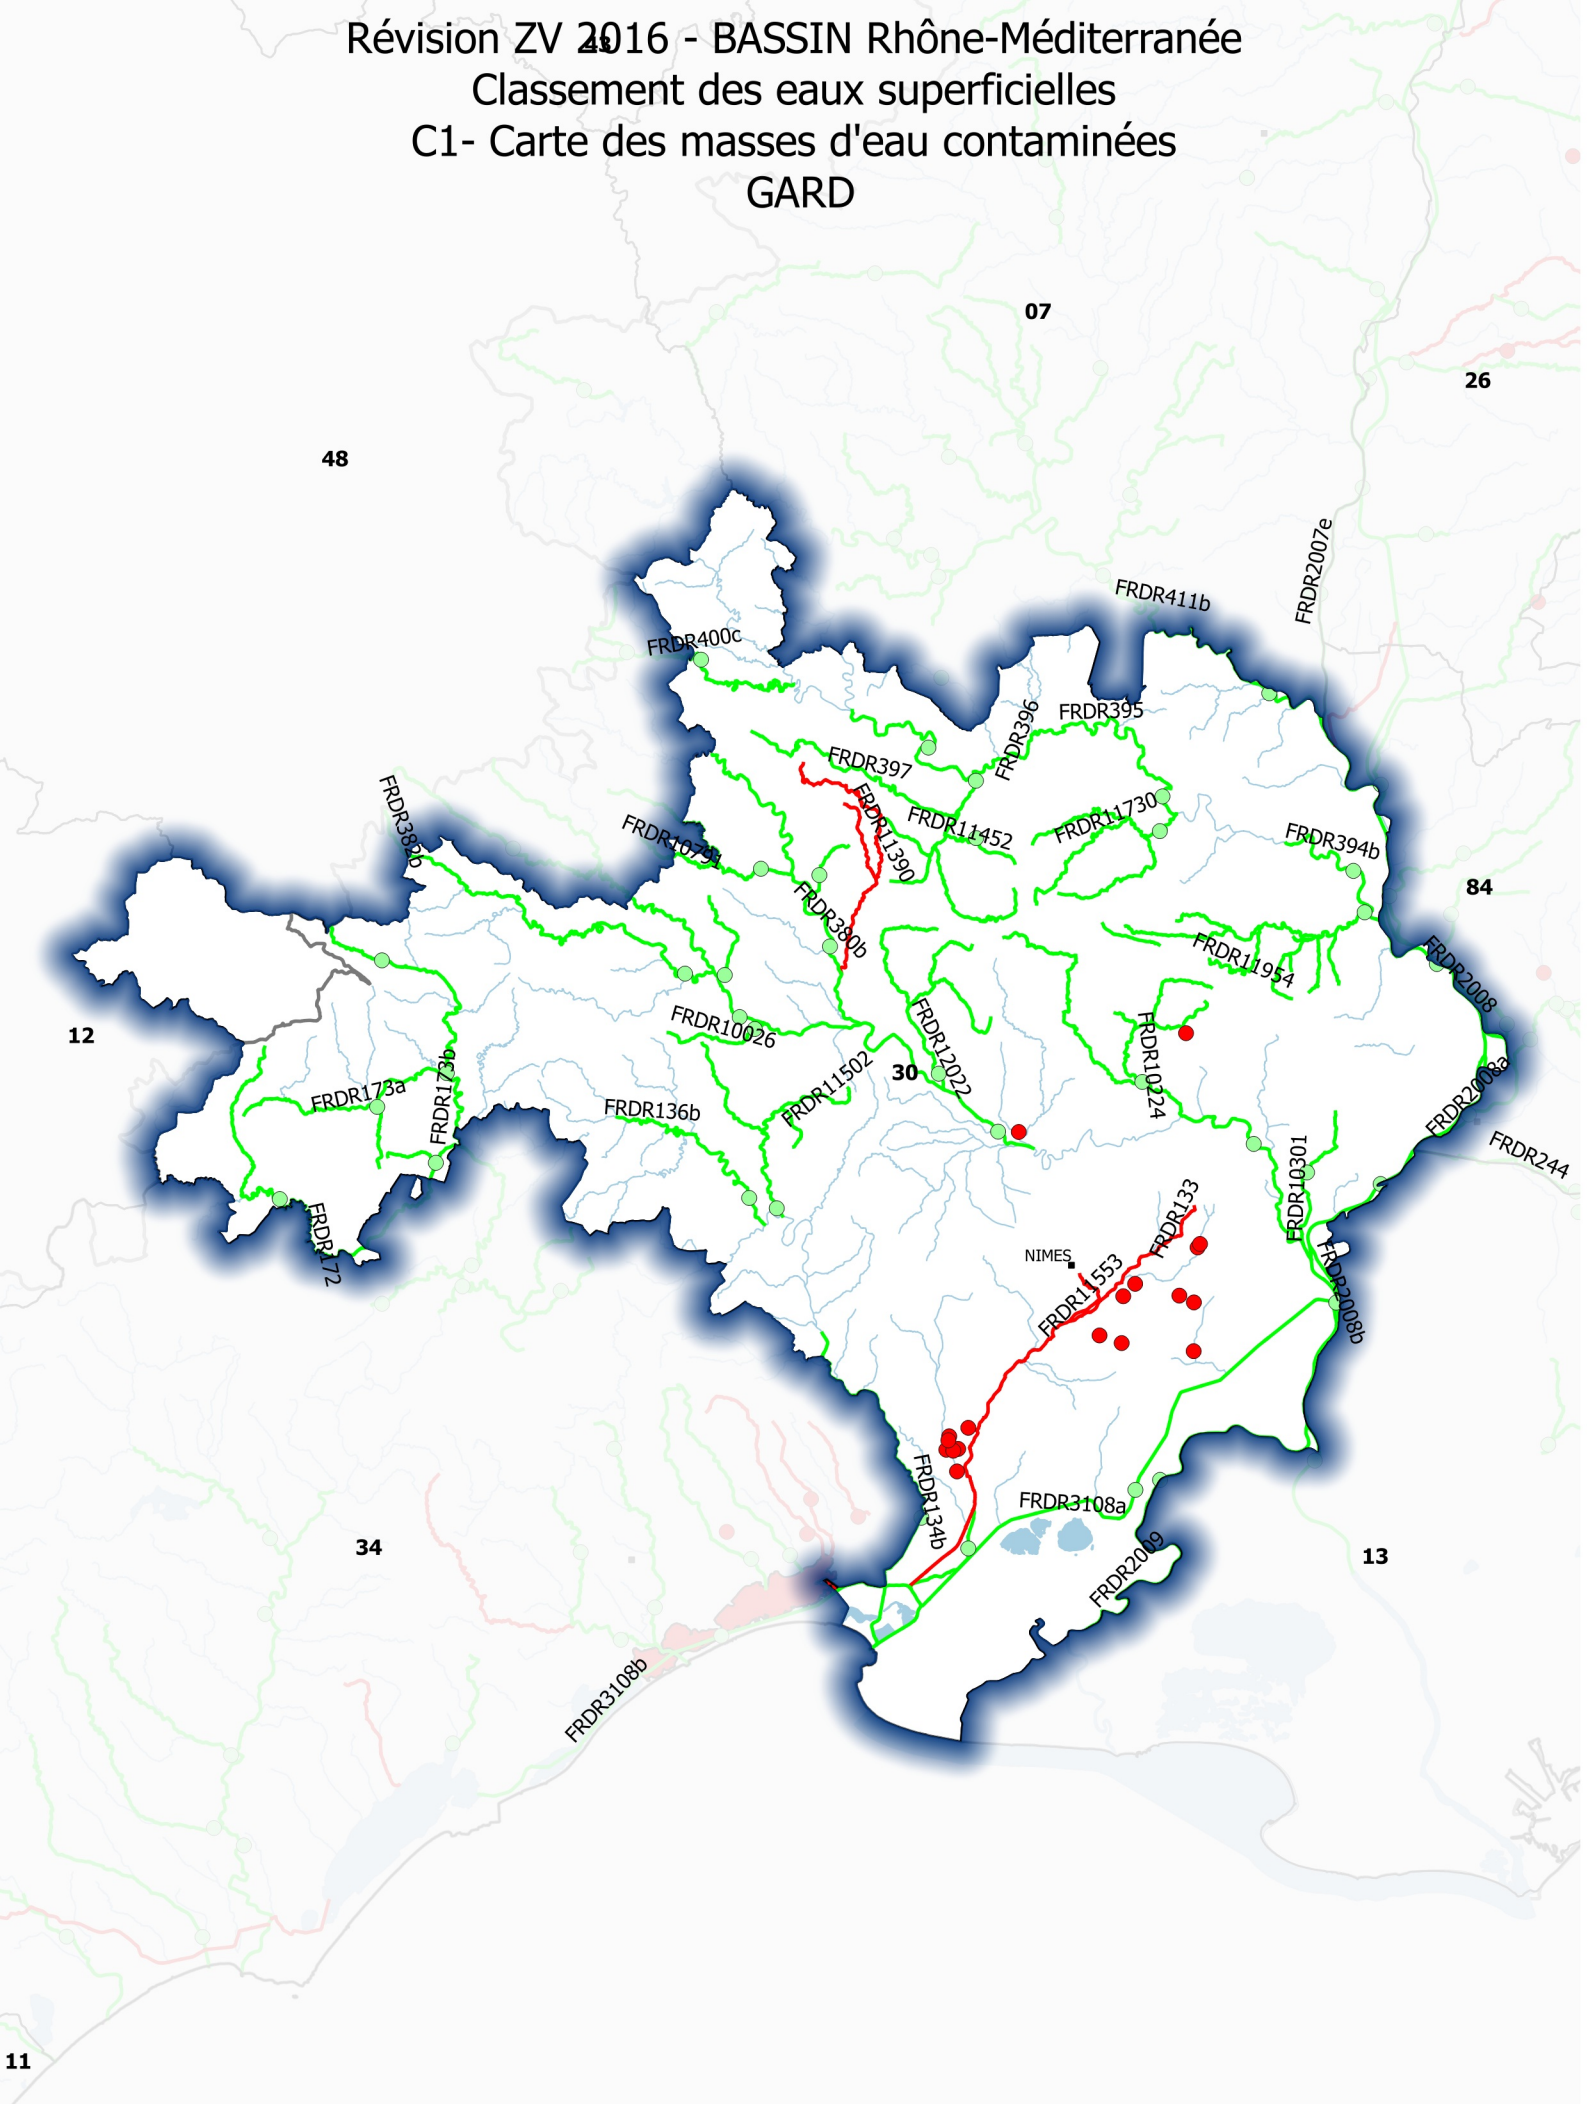 Révision ZV 2016 - BASSIN Rhône-Méditerranée
43
Classement des eaux superficielles
C1- Carte des masses d'eau contaminées
GARD
07
26
48
FRDR2007e
FRDR411b
FRDR400c
FRDR396
FRDR395
FRDR397
FRDR382b
FRDR10791
FRDR11390
FRDR11452
FRDR11730
FRDR394b
84
FRDR380b
FRDR11954
FRDR2008
12
FRDR10026
FRDR12022
FRDR10224
30
FRDR11502
FRDR173a
FRDR173b
FRDR136b
FRDR2008a
FRDR244
FRDR10301
FRDR172
FRDR133
NIMES
FRDR11553
FRDR2008b
FRDR134b
FRDR3108a
34
13
FRDR2009
FRDR3108b
11